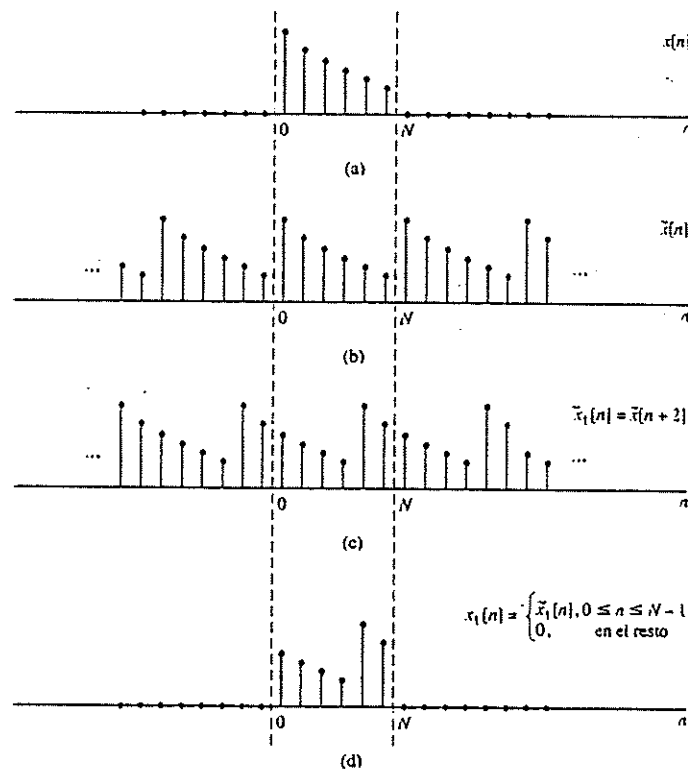 x[n]
0 N n
(a)
... x̃[n] ...
0 N n
(b)
x̃₁[n] = x̃[n + 2]
... ...
0 N n
(c)
x₁[n] = { x̃₁[n], 0 ≤ n ≤ N − 1
0, en el resto
0 N n
(d)